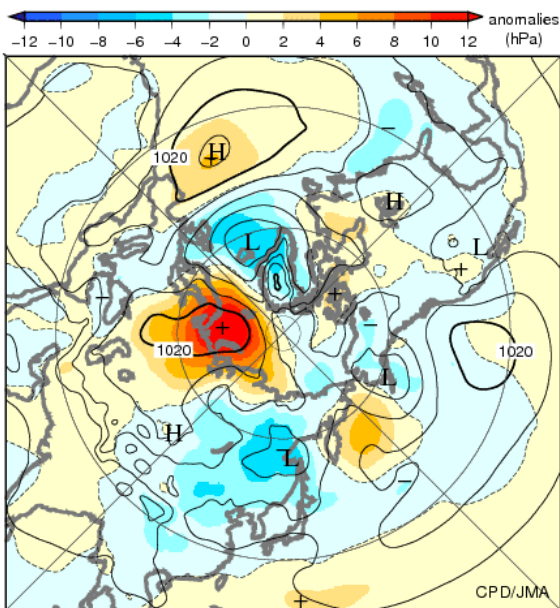 −12 −10 −8 −6 −4 −2 0 2 4 6 8 10 12 anomalies
(hPa)
1020 H
+
H
L
L
+
−
−
+
−
+
1020
1020
L
H
L
−
+
CPD/JMA